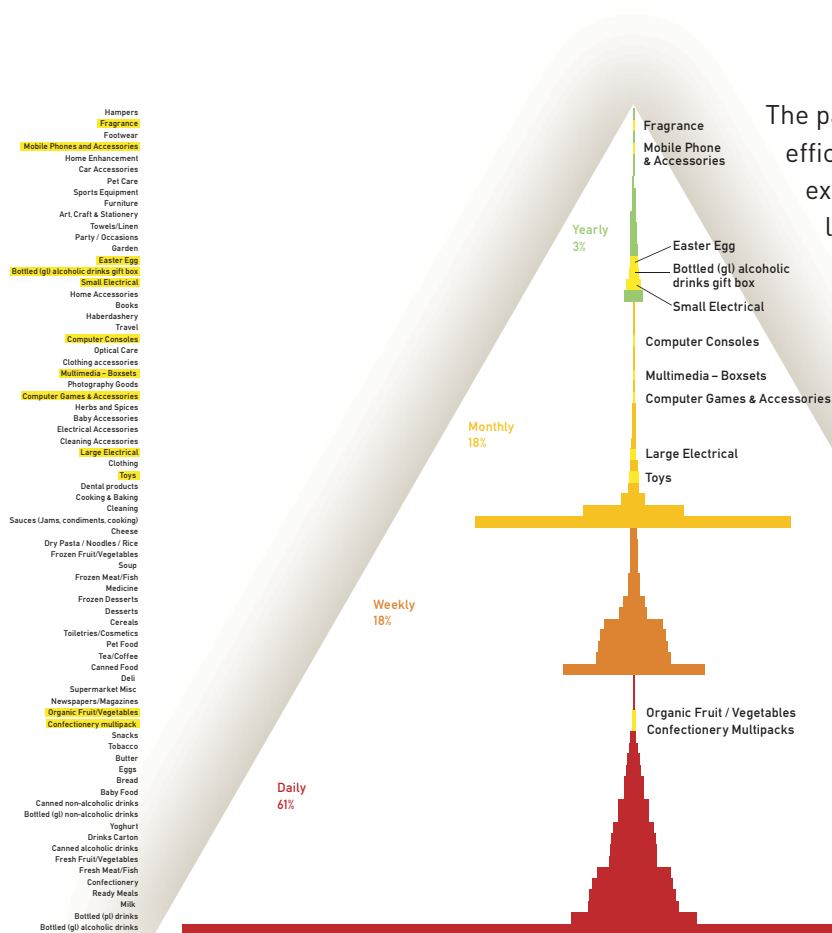 Hampers
Fragrance
Footwear
Mobile Phones and Accessories
Home Enhancement
Car Accessories
Pet Care
Sports Equipment
Furniture
Art, Craft & Stationery
Towels/Linen
Party / Occasions
Garden
Easter Egg
Bottled (gl) alcoholic drinks gift box
Small Electrical
Home Accessories
Books
Haberdashery
Travel
Computer Consoles
Optical Care
Clothing accessories
Multimedia – Boxsets
Photography Goods
Computer Games & Accessories
Herbs and Spices
Baby Accessories
Electrical Accessories
Cleaning Accessories
Large Electrical
Clothing
Toys
Dental products
Cooking & Baking
Cleaning
Sauces (Jams, condiments, cooking)
Cheese
Dry Pasta / Noodles / Rice
Frozen Fruit/Vegetables
Soup
Frozen Meat/Fish
Medicine
Frozen Desserts
Desserts
Cereals
Toiletries/Cosmetics
Pet Food
Tea/Coffee
Canned Food
Deli
Supermarket Misc
Newspapers/Magazines
Organic Fruit/Vegetables
Confectionery multipack
Snacks
Tobacco
Butter
Eggs
Bread
Baby Food
Canned non-alcoholic drinks
Bottled (gl) non-alcoholic drinks
Yoghurt
Drinks Carton
Canned alcoholic drinks
Fresh Fruit/Vegetables
Fresh Meat/Fish
Confectionery
Ready Meals
Milk
Bottled (pl) drinks
Bottled (gl) alcoholic drinks
Yearly
3%
Monthly
18%
Weekly
18%
Daily
61%
Fragrance
Mobile Phone
& Accessories
Easter Egg
Bottled (gl) alcoholic
drinks gift box
Small Electrical
Computer Consoles
Multimedia – Boxsets
Computer Games & Accessories
Large Electrical
Toys
Organic Fruit / Vegetables
Confectionery Multipacks
The